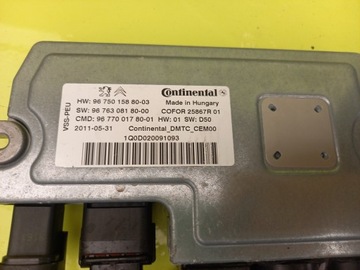 Continental
HW: 96 750 158 80-03 Made in Hungary
SW: 96 763 081 80-00 COFOR 25867R 01
CMD: 96 770 017 80-01 HW: 01 SW: D50
2011-05-31 Continental_DMTC_CEM00
1Q0D020091093
VSS-PEU